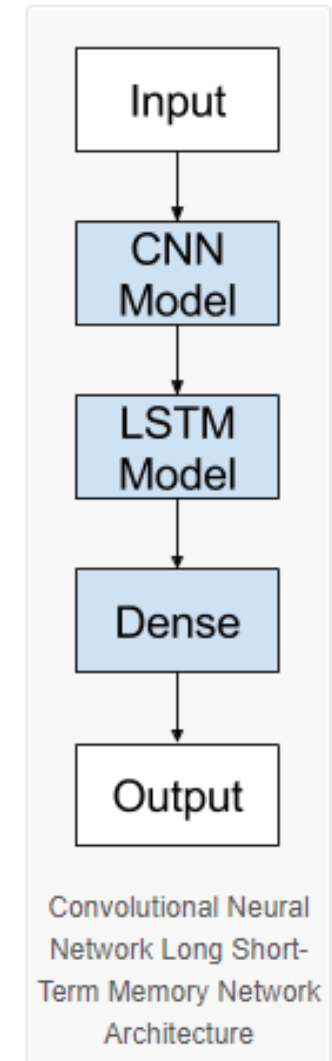 Input
CNN
Model
LSTM
Model
Dense
Output
Convolutional Neural
Network Long Short-
Term Memory Network
Architecture